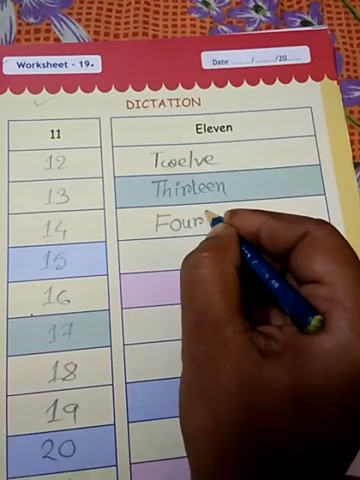 Worksheet - 19.
Date ......./......./20.....
DICTATION
11 Eleven
12 Twelve
13 Thirteen
14 Four
15
16
17
18
19
20